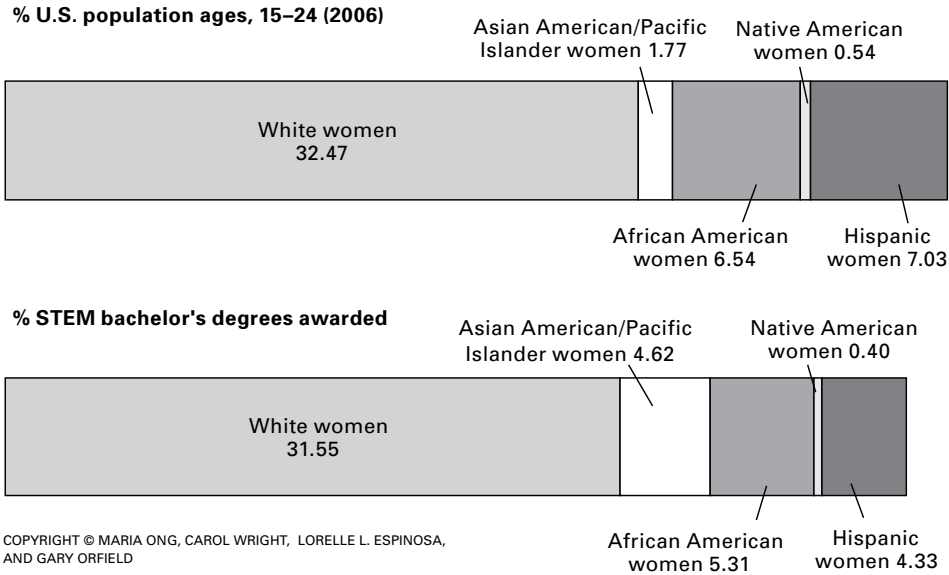 % U.S. population ages, 15–24 (2006)
Asian American/Pacific
Islander women 1.77
Native American
women 0.54
White women
32.47
African American
women 6.54
Hispanic
women 7.03
% STEM bachelor's degrees awarded
Asian American/Pacific
Islander women 4.62
Native American
women 0.40
White women
31.55
African American
women 5.31
Hispanic
women 4.33
COPYRIGHT © MARIA ONG, CAROL WRIGHT, LORELLE L. ESPINOSA,
AND GARY ORFIELD